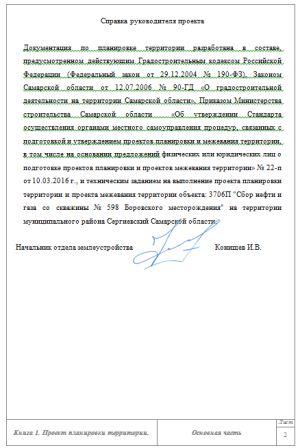 Справка руководителя проекта
Документация по планировке территории разработана в составе,
предусмотренном действующим Градостроительным кодексом Российской
Федерации (Федеральный закон от 29.12.2004 № 190-ФЗ), Законом
Самарской области от 12.07.2006 № 90-ГД «О градостроительной
деятельности на территории Самарской области», Приказом Министерства
строительства Самарской области «Об утверждении Стандарта
осуществления органами местного самоуправления процедур, связанных с
подготовкой и утверждением проектов планировки и межевания территории,
в том числе на основании предложений физических или юридических лиц о
подготовке проектов планировки и проектов межевания территории» № 22-п
от 10.03.2016 г., и техническим заданием на выполнение проекта планировки
территории и проекта межевания территории объекта: 3706П "Сбор нефти и
газа со скважины № 598 Боровского месторождения" на территории
муниципального района Сергиевский Самарской области.
Начальник отдела землеустройства Конищев И.В.
Книга 1. Проект планировки территории. Основная часть Лист
2